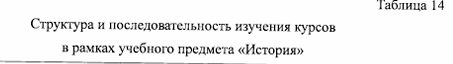 Таблица 14
Структура и последовательность изучения курсов
в рамках учебного предмета «История»